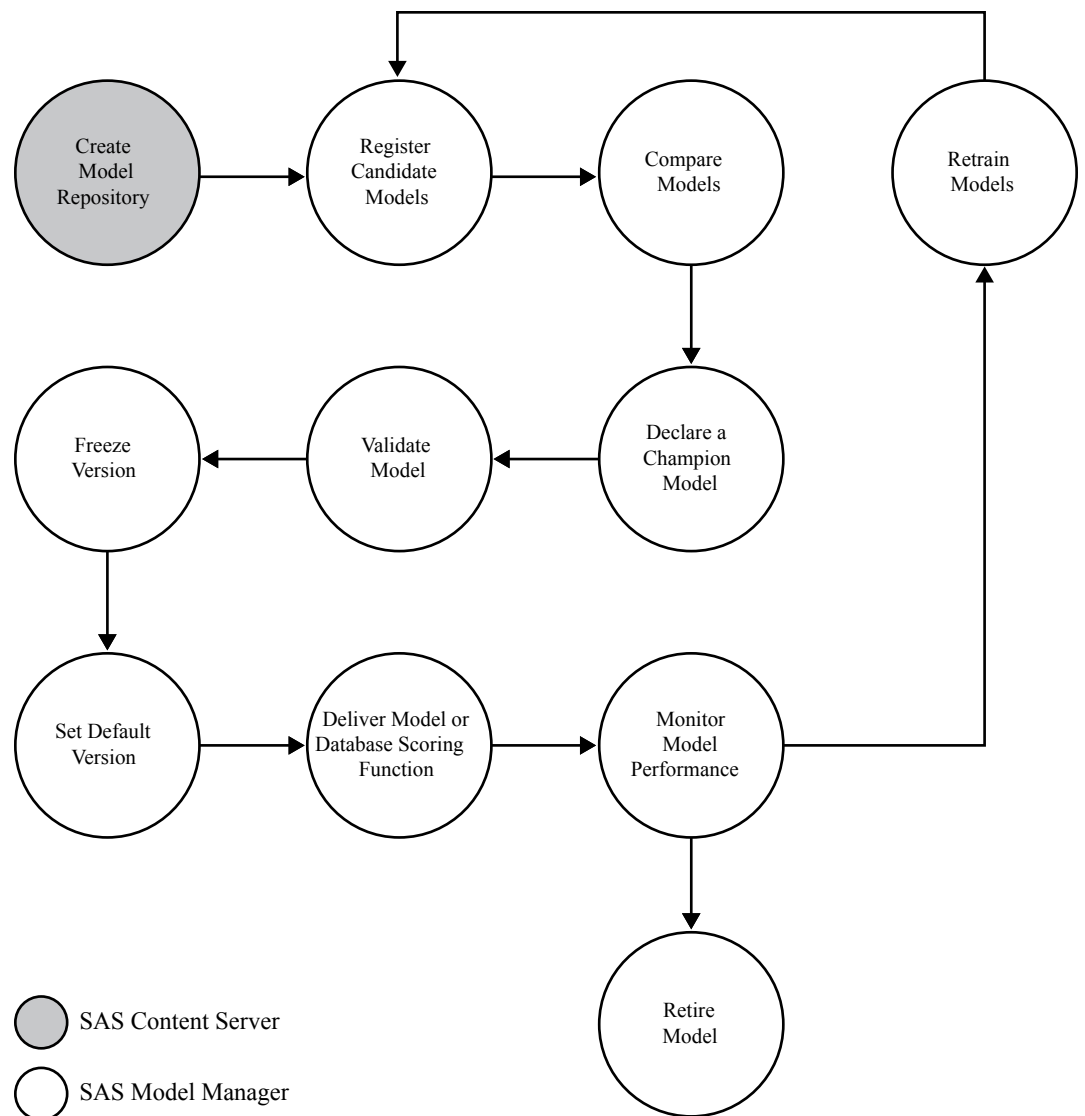 Create
Model
Repository
Register
Candidate
Models
Compare
Models
Retrain
Models
Freeze
Version
Validate
Model
Declare a
Champion
Model
Set Default
Version
Deliver Model or
Database Scoring
Function
Monitor
Model
Performance
Retire
Model
SAS Content Server
SAS Model Manager